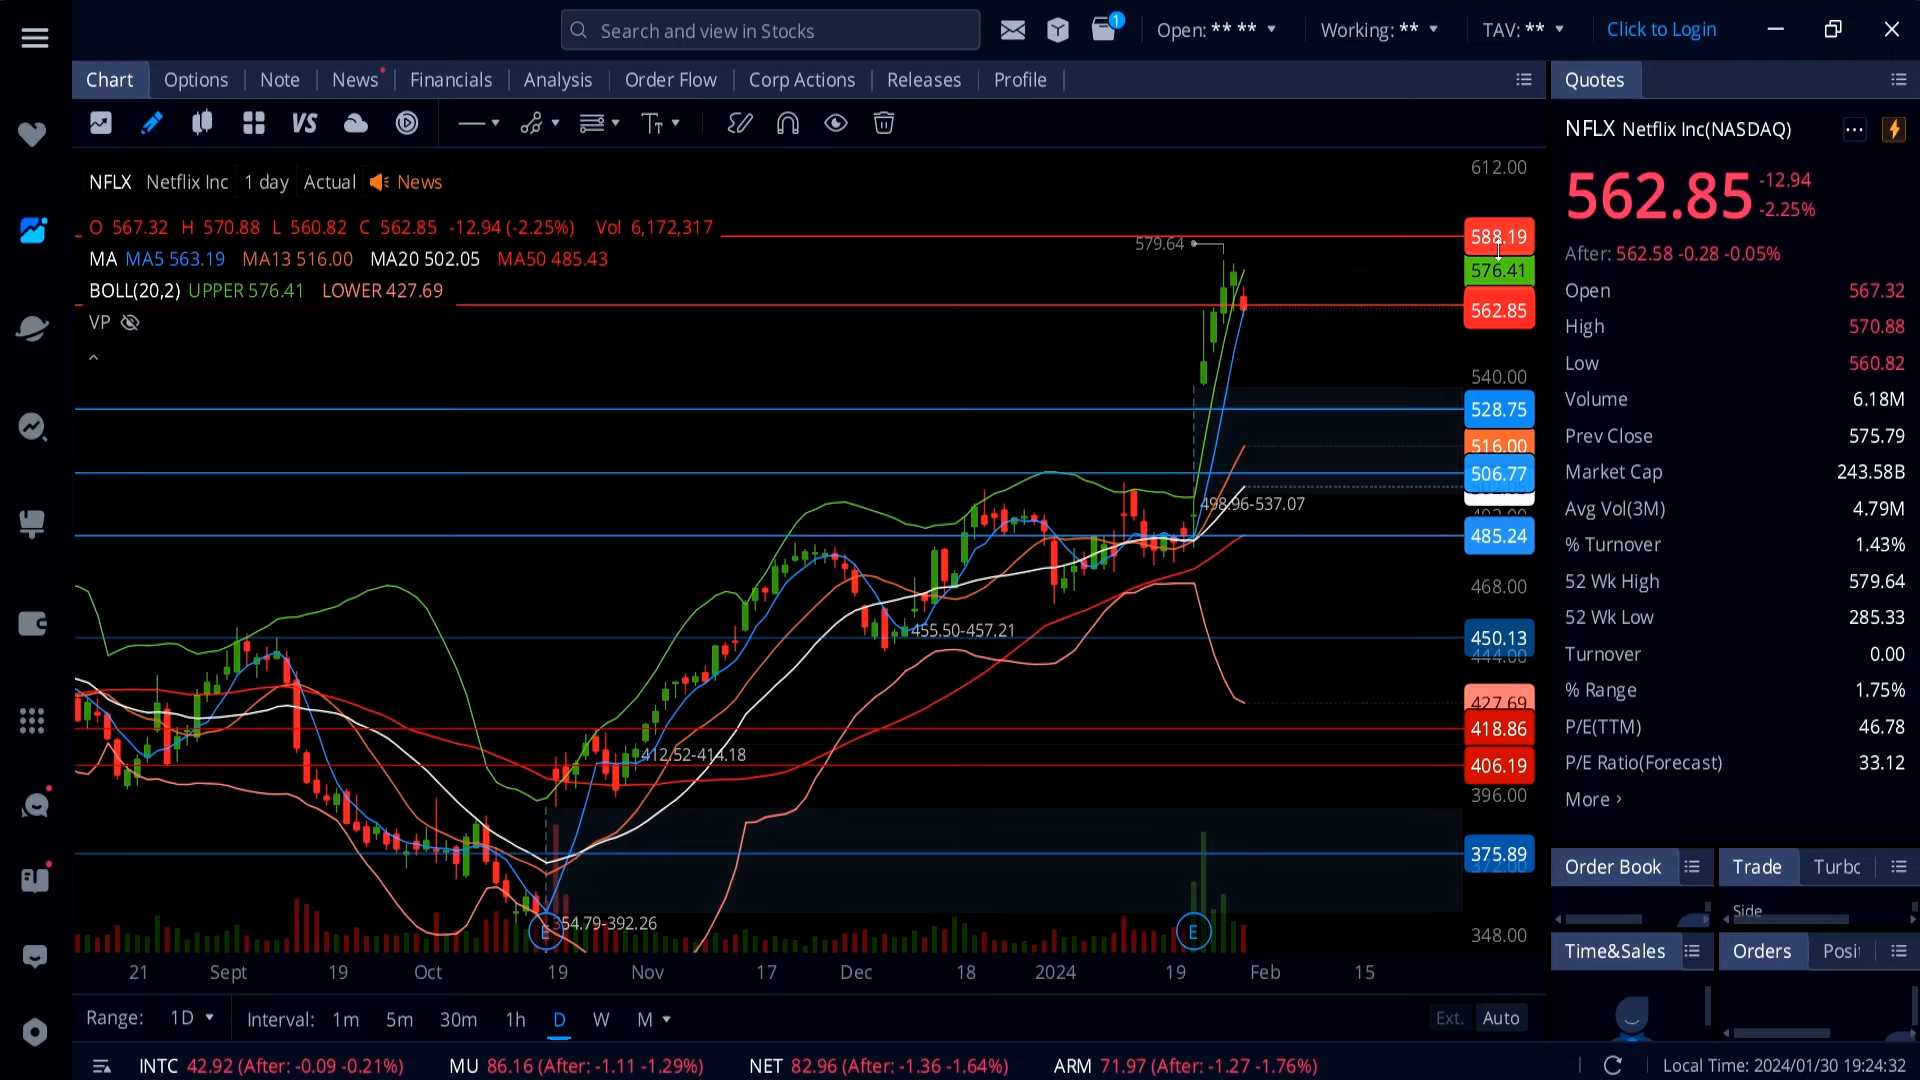 Search and view in Stocks
1
Open: ** **
Working: **
TAV: **
Click to Login
Chart Options Note News Financials Analysis Order Flow Corp Actions Releases Profile
Quotes
VS
NFLX Netflix Inc(NASDAQ)
562.85 -12.94
-2.25%
After: 562.58 -0.28 -0.05%
Open 567.32
High 570.88
Low 560.82
Volume 6.18M
Prev Close 575.79
Market Cap 243.58B
Avg Vol(3M) 4.79M
% Turnover 1.43%
52 Wk High 579.64
52 Wk Low 285.33
Turnover 0.00
% Range 1.75%
P/E(TTM) 46.78
P/E Ratio(Forecast) 33.12
More ›
NFLX Netflix Inc 1 day Actual News
O 567.32 H 570.88 L 560.82 C 562.85 -12.94 (-2.25%) Vol 6,172,317
MA MA5 563.19 MA13 516.00 MA20 502.05 MA50 485.43
BOLL(20,2) UPPER 576.41 LOWER 427.69
VP
579.64
498.96-537.07
455.50-457.21
412.52-414.18
354.79-392.26
E
E
612.00
588.19
576.41
562.85
540.00
528.75
516.00
506.77
485.24
468.00
450.13
444.00
427.69
418.86
406.19
396.00
375.89
372.00
348.00
21 Sept 19 Oct 19 Nov 17 Dec 18 2024 19 Feb 15
Range: 1D Interval: 1m 5m 30m 1h D W M
Ext. Auto
Order Book
Trade Turbo
Side
Time&Sales
Orders
INTC 42.92 (After: -0.09 -0.21%) MU 86.16 (After: -1.11 -1.29%) NET 82.96 (After: -1.36 -1.64%) ARM 71.97 (After: -1.27 -1.76%)
Local Time: 2024/01/30 19:24:32